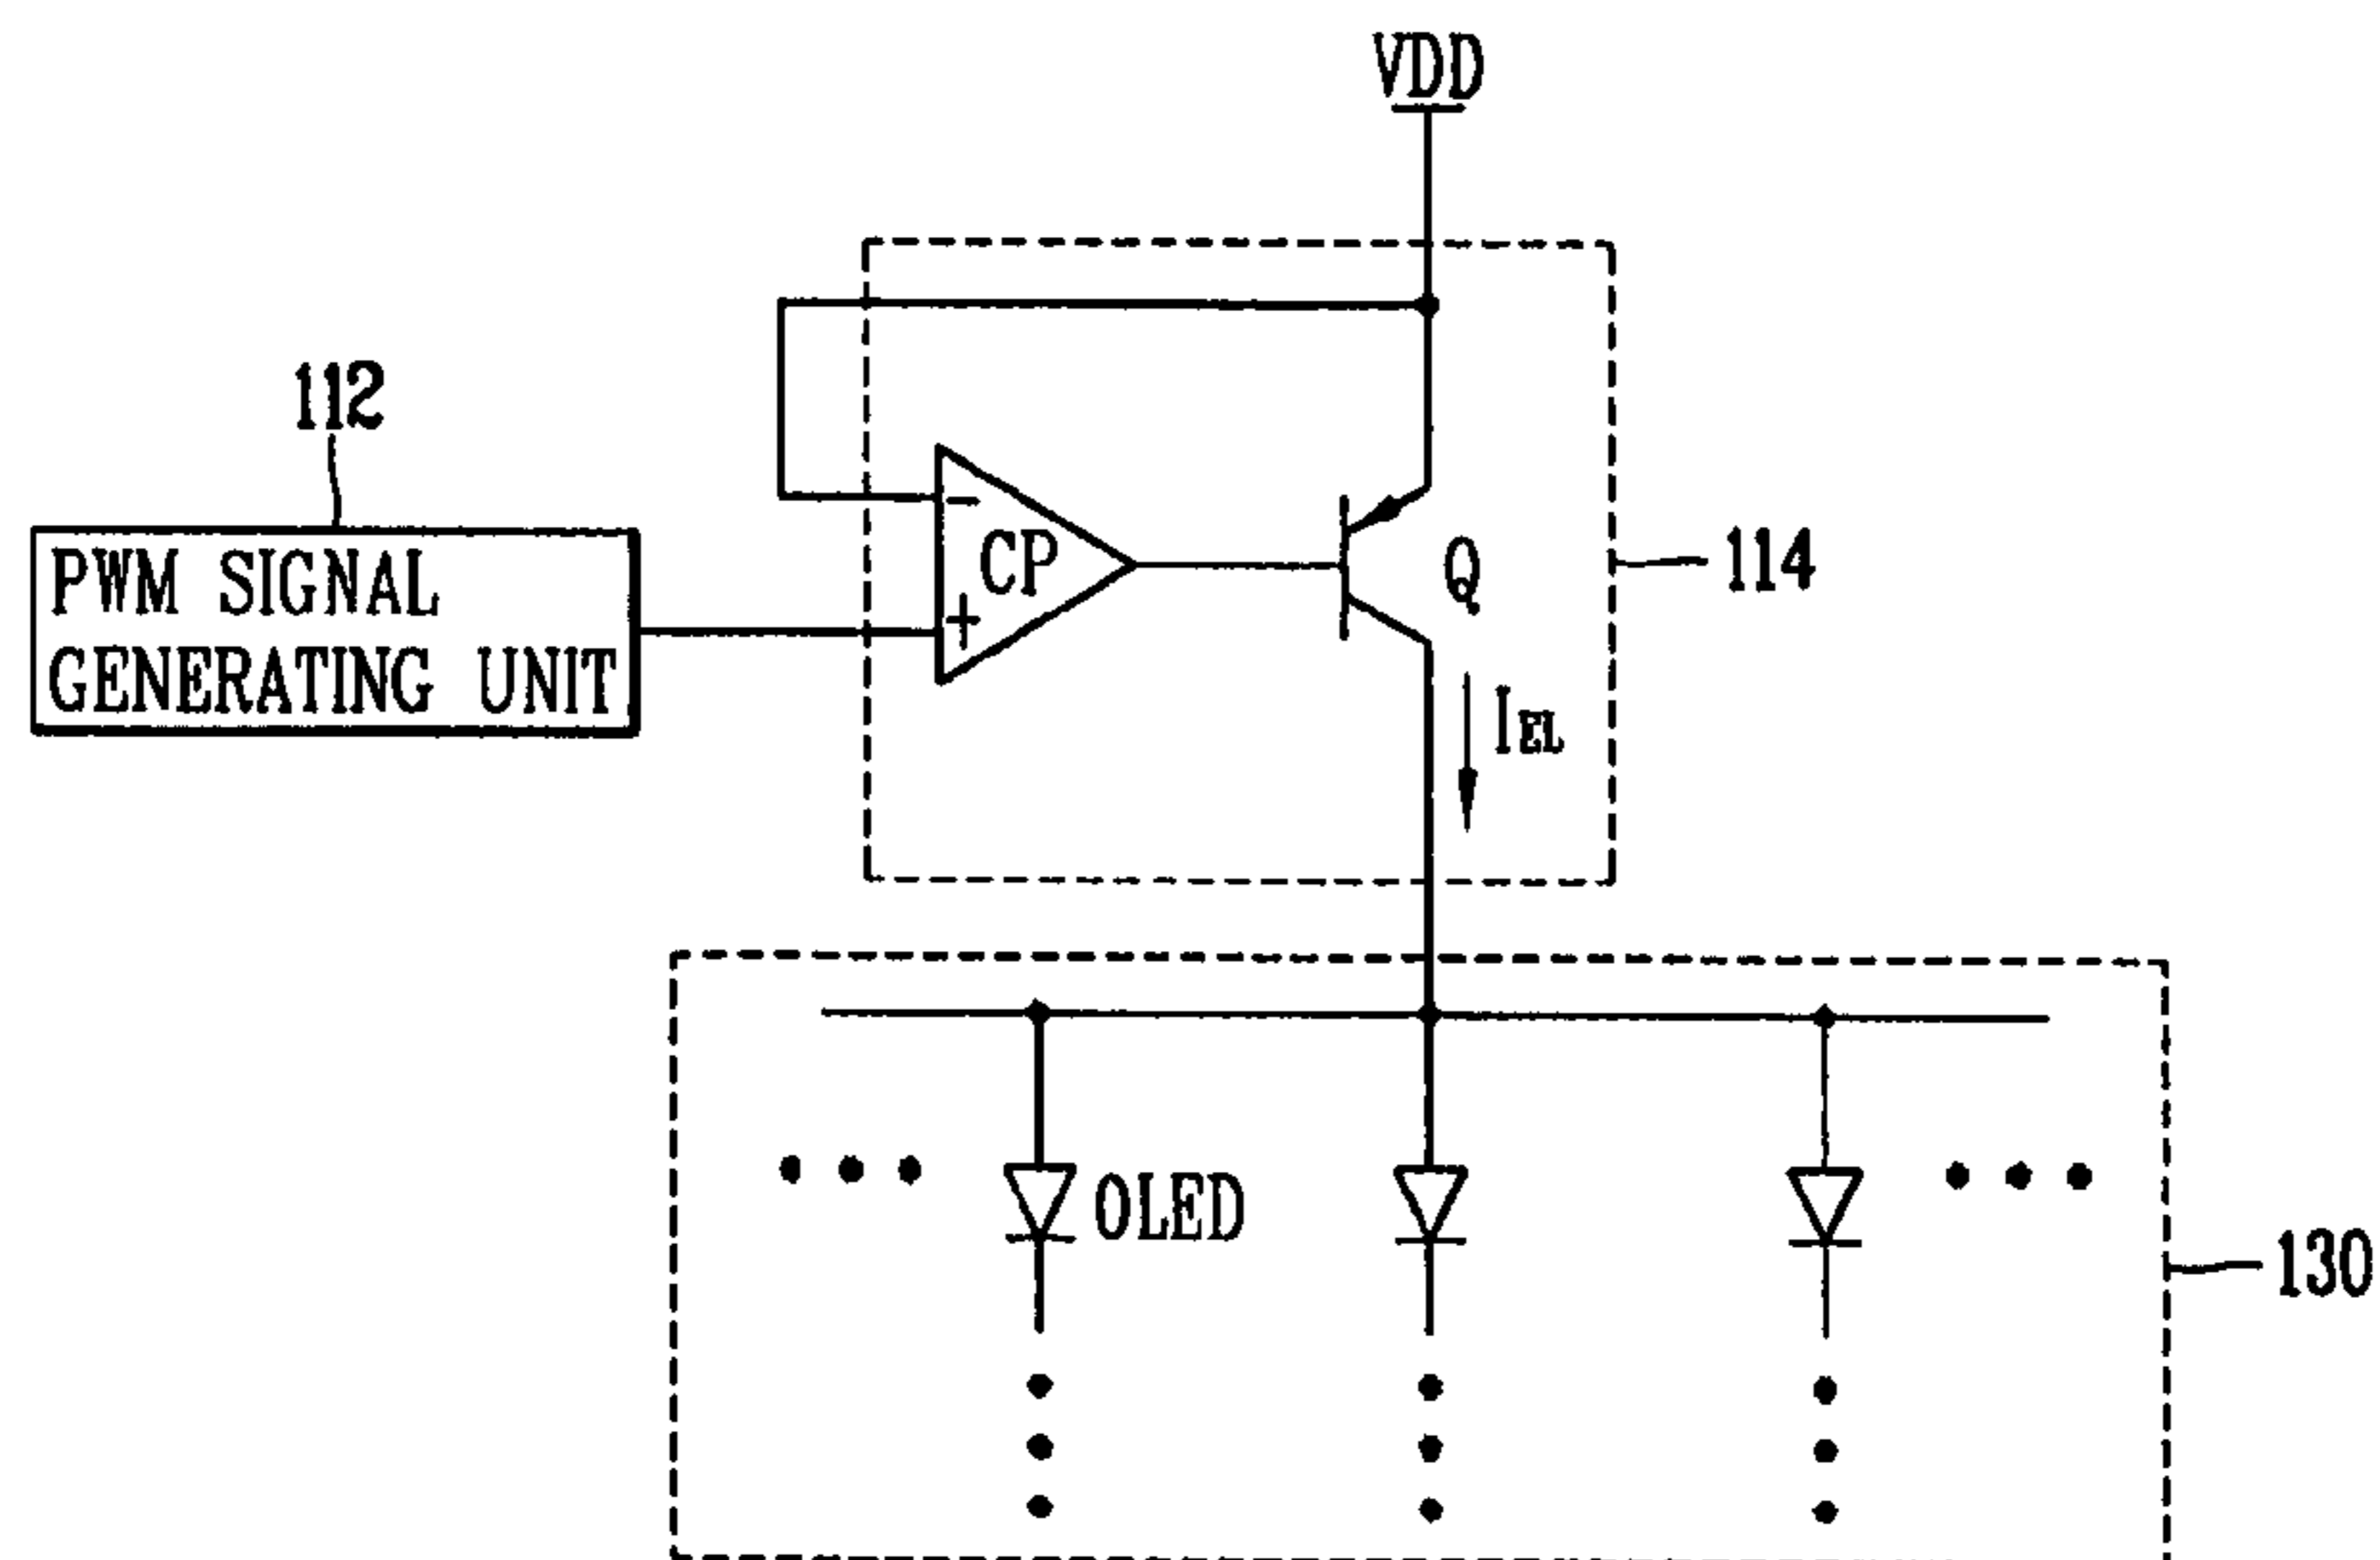 VDD
112
PWM SIGNAL
GENERATING UNIT
-
CP
+
Q
114
IEL
OLED
130